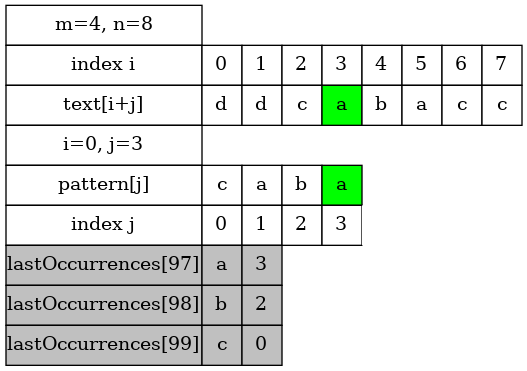 m=4, n=8
index i 0 1 2 3 4 5 6 7
text[i+j] d d c a b a c c
i=0, j=3
pattern[j] c a b a
index j 0 1 2 3
lastOccurrences[97] a 3
lastOccurrences[98] b 2
lastOccurrences[99] c 0